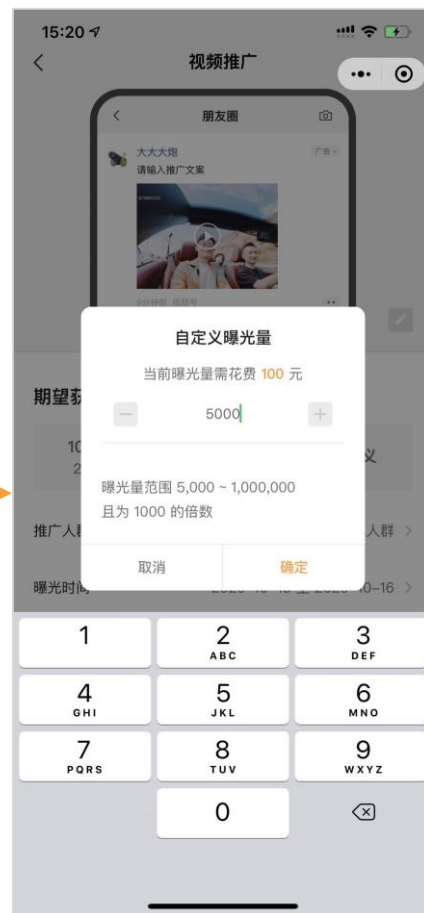 15:20
视频推广
朋友圈
大大大炮
广告
请输入推广文案
自定义曝光量
当前曝光量需花费 100 元
5000
曝光量范围 5,000 ~ 1,000,000
且为 1000 的倍数
取消
确定
期望获
义
推广人群
人群
曝光时间
10-16
1
2
ABC
3
DEF
4
GHI
5
JKL
6
MNO
7
PQRS
8
TUV
9
WXYZ
0